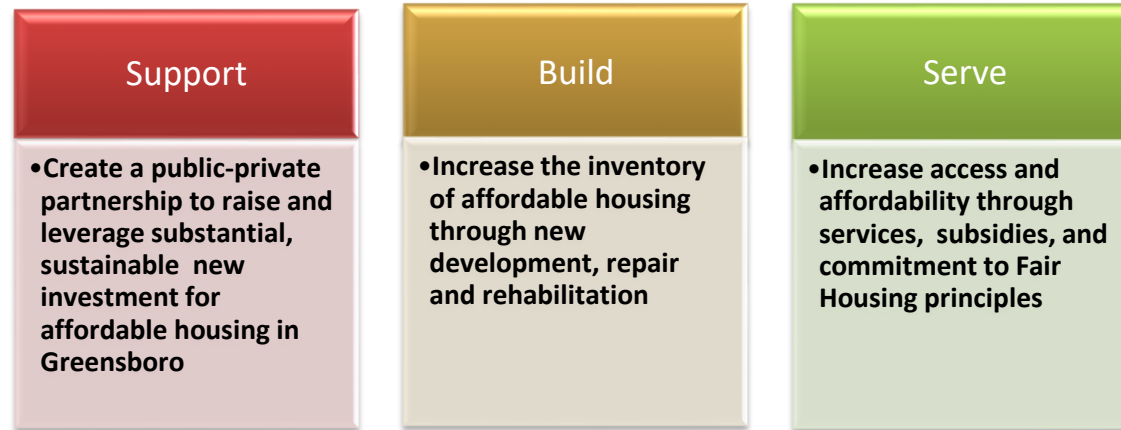 Support
•Create a public-private
partnership to raise and
leverage substantial,
sustainable  new
investment for
affordable housing in
Greensboro
Build
•Increase the inventory
of affordable housing
through new
development, repair
and rehabilitation
Serve
•Increase access and
affordability through
services,  subsidies, and
commitment to Fair
Housing principles